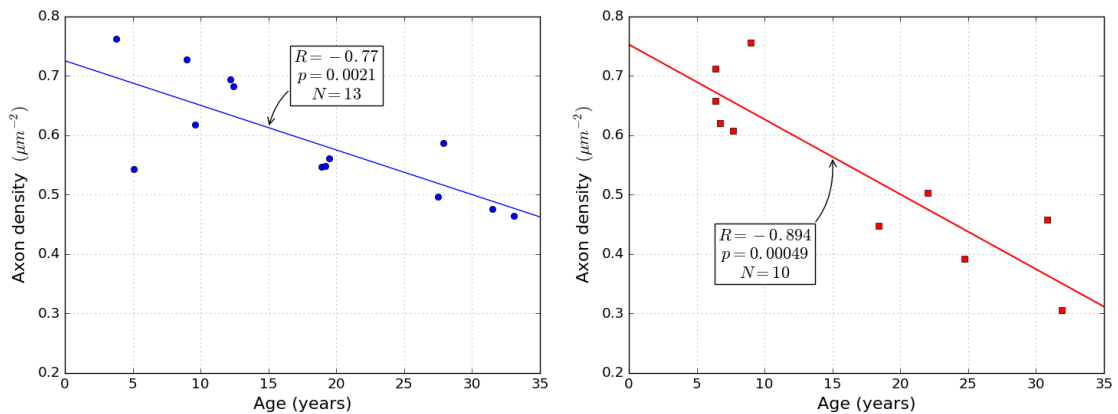 0.8
0.7
0.6
0.5
0.4
0.3
0.2
Axon density (μm⁻²)
R = −0.77
p = 0.0021
N = 13
0 5 10 15 20 25 30 35
Age (years)
0.8
0.7
0.6
0.5
0.4
0.3
0.2
Axon density (μm⁻²)
R = −0.894
p = 0.00049
N = 10
0 5 10 15 20 25 30 35
Age (years)